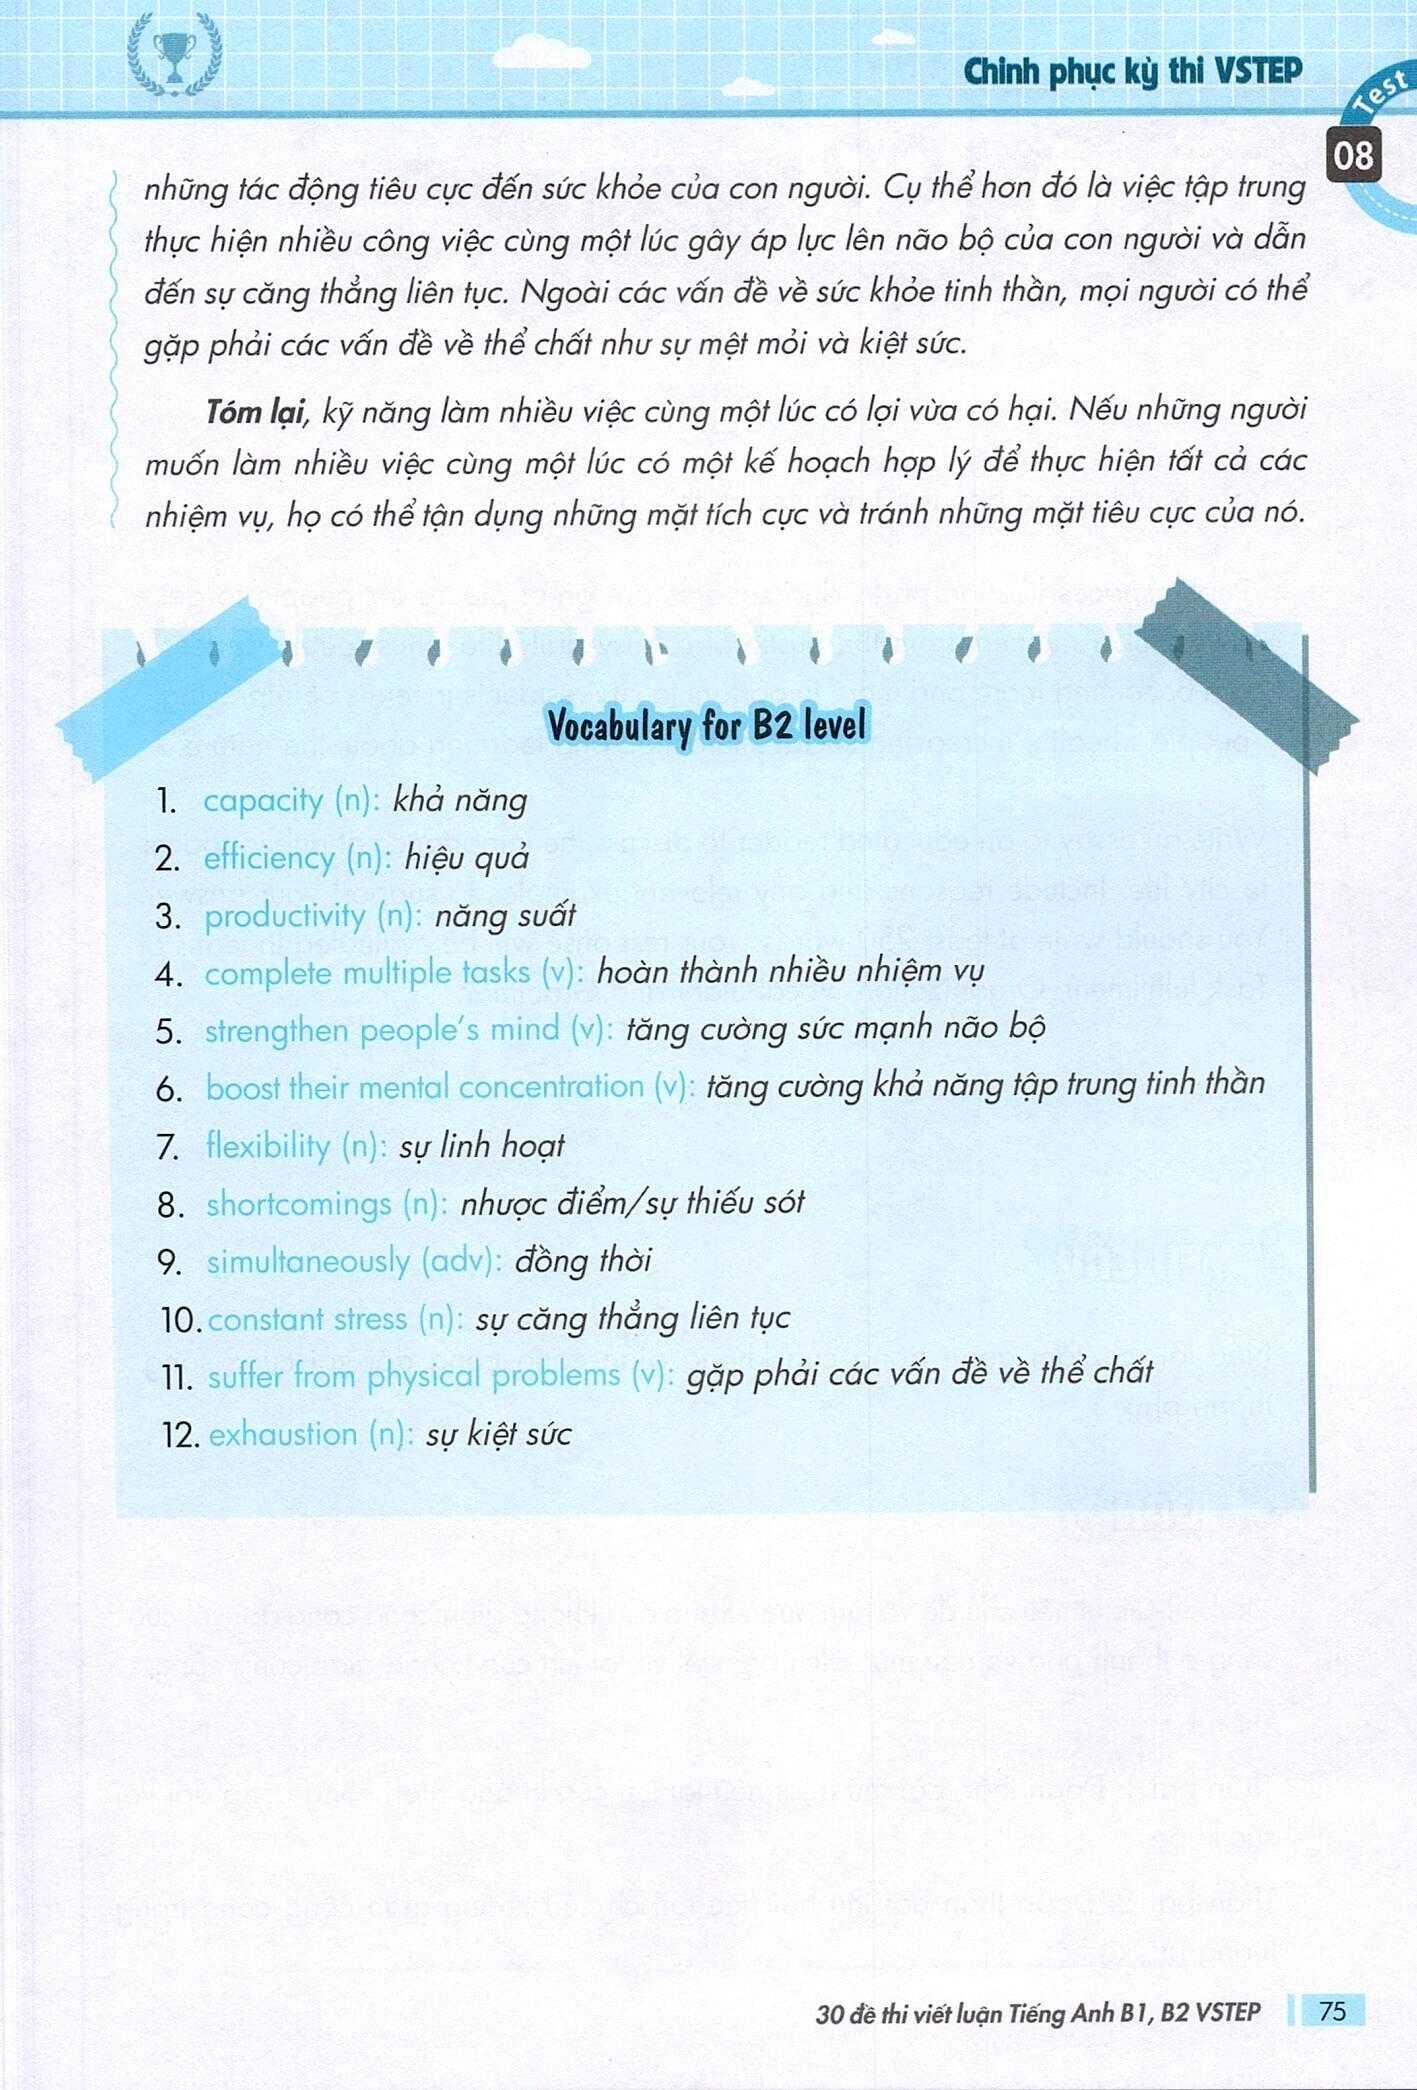 Chinh phục kỳ thi VSTEP
Test
08
những tác động tiêu cực đến sức khỏe của con người. Cụ thể hơn đó là việc tập trung
thực hiện nhiều công việc cùng một lúc gây áp lực lên não bộ của con người và dẫn
đến sự căng thẳng liên tục. Ngoài các vấn đề về sức khỏe tinh thần, mọi người có thể
gặp phải các vấn đề về thể chất như sự mệt mỏi và kiệt sức.
Tóm lại, kỹ năng làm nhiều việc cùng một lúc có lợi vừa có hại. Nếu những người
muốn làm nhiều việc cùng một lúc có một kế hoạch hợp lý để thực hiện tất cả các
nhiệm vụ, họ có thể tận dụng những mặt tích cực và tránh những mặt tiêu cực của nó.
Vocabulary for B2 level
1. capacity (n): khả năng
2. efficiency (n): hiệu quả
3. productivity (n): năng suất
4. complete multiple tasks (v): hoàn thành nhiều nhiệm vụ
5. strengthen people's mind (v): tăng cường sức mạnh não bộ
6. boost their mental concentration (v): tăng cường khả năng tập trung tinh thần
7. flexibility (n): sự linh hoạt
8. shortcomings (n): nhược điểm/sự thiếu sót
9. simultaneously (adv): đồng thời
10. constant stress (n): sự căng thẳng liên tục
11. suffer from physical problems (v): gặp phải các vấn đề về thể chất
12. exhaustion (n): sự kiệt sức
30 đề thi viết luận Tiếng Anh B1, B2 VSTEP
75